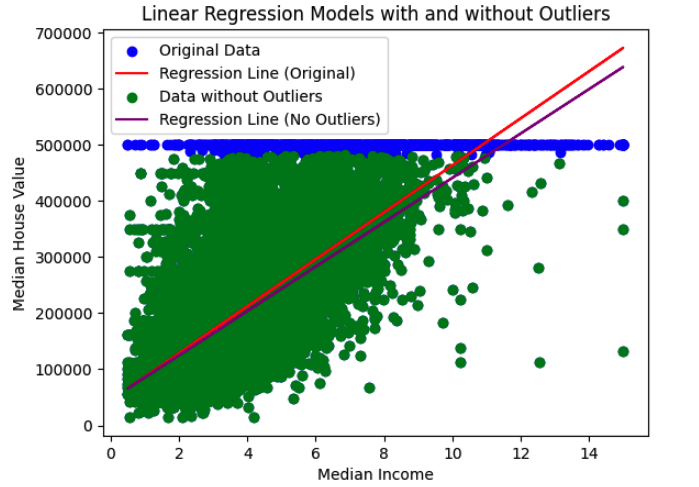 Linear Regression Models with and without Outliers
700000
600000
500000
400000
300000
200000
100000
0
Median House Value
Original Data
Regression Line (Original)
Data without Outliers
Regression Line (No Outliers)
0 2 4 6 8 10 12 14
Median Income